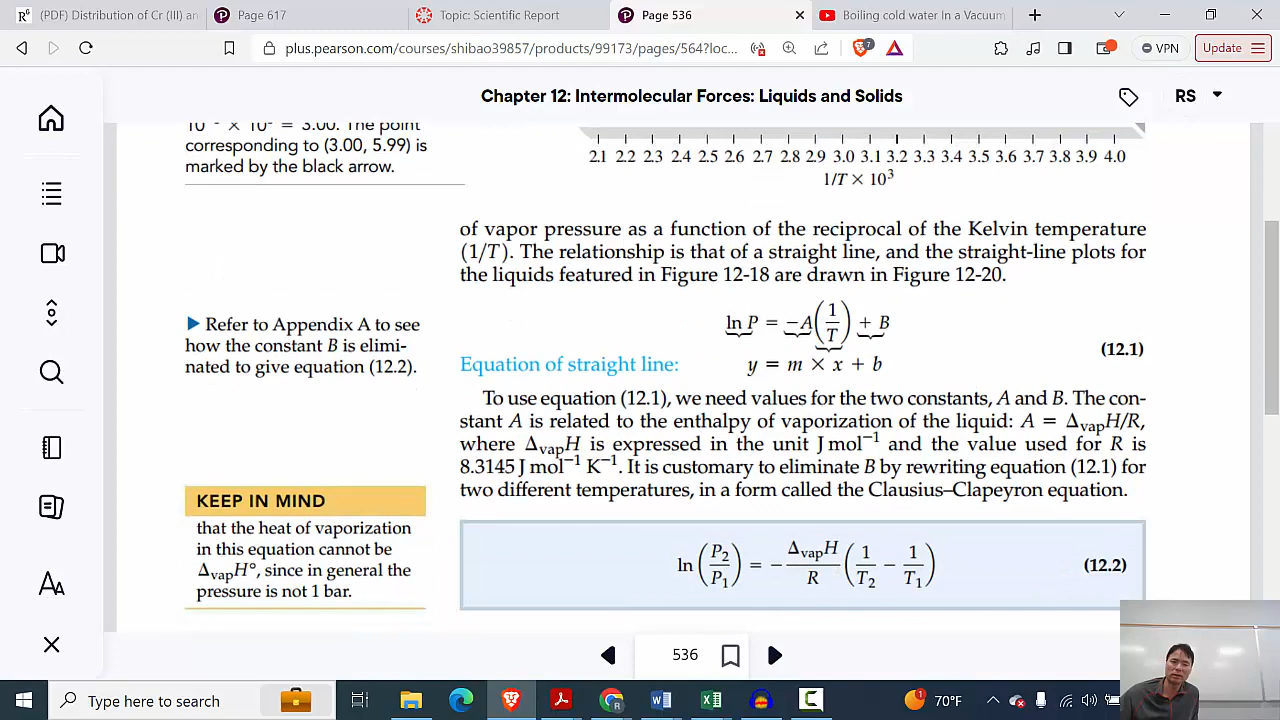 (PDF) Distribution of Cr (III) and
Page 617
Topic: Scientific Report
Page 536
Boiling cold water In a Vacuum
plus.pearson.com/courses/shibao39857/products/99173/pages/564?loc...
7
VPN
Update
Chapter 12: Intermolecular Forces: Liquids and Solids
RS
corresponding to (3.00, 5.99) is
marked by the black arrow.
2.1 2.2 2.3 2.4 2.5 2.6 2.7 2.8 2.9 3.0 3.1 3.2 3.3 3.4 3.5 3.6 3.7 3.8 3.9 4.0
1/T × 10³
of vapor pressure as a function of the reciprocal of the Kelvin temperature
(1/T). The relationship is that of a straight line, and the straight-line plots for
the liquids featured in Figure 12-18 are drawn in Figure 12-20.
▶ Refer to Appendix A to see
how the constant B is elimi-
nated to give equation (12.2).
ln P = −A(1/T) + B
(12.1)
Equation of straight line: y = m × x + b
To use equation (12.1), we need values for the two constants, A and B. The con-
stant A is related to the enthalpy of vaporization of the liquid: A = ΔvapH/R,
where ΔvapH is expressed in the unit J mol⁻¹ and the value used for R is
8.3145 J mol⁻¹ K⁻¹. It is customary to eliminate B by rewriting equation (12.1) for
two different temperatures, in a form called the Clausius–Clapeyron equation.
KEEP IN MIND
that the heat of vaporization
in this equation cannot be
ΔvapH°, since in general the
pressure is not 1 bar.
ln(P₂/P₁) = −ΔvapH/R (1/T₂ − 1/T₁) (12.2)
536
Type here to search
1
70°F